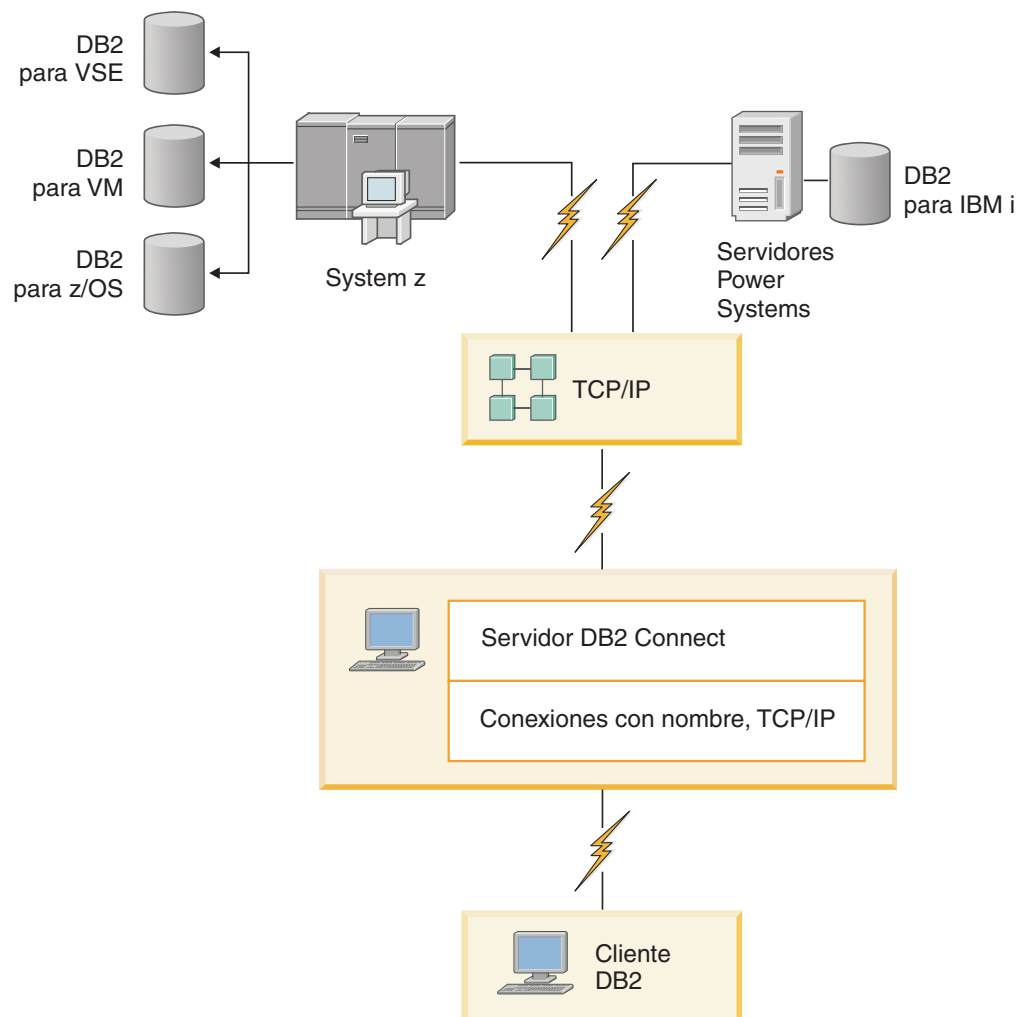 DB2
para VSE
DB2
para VM
DB2
para z/OS
System z
Servidores
Power
Systems
DB2
para IBM i
TCP/IP
Servidor DB2 Connect
Conexiones con nombre, TCP/IP
Cliente
DB2